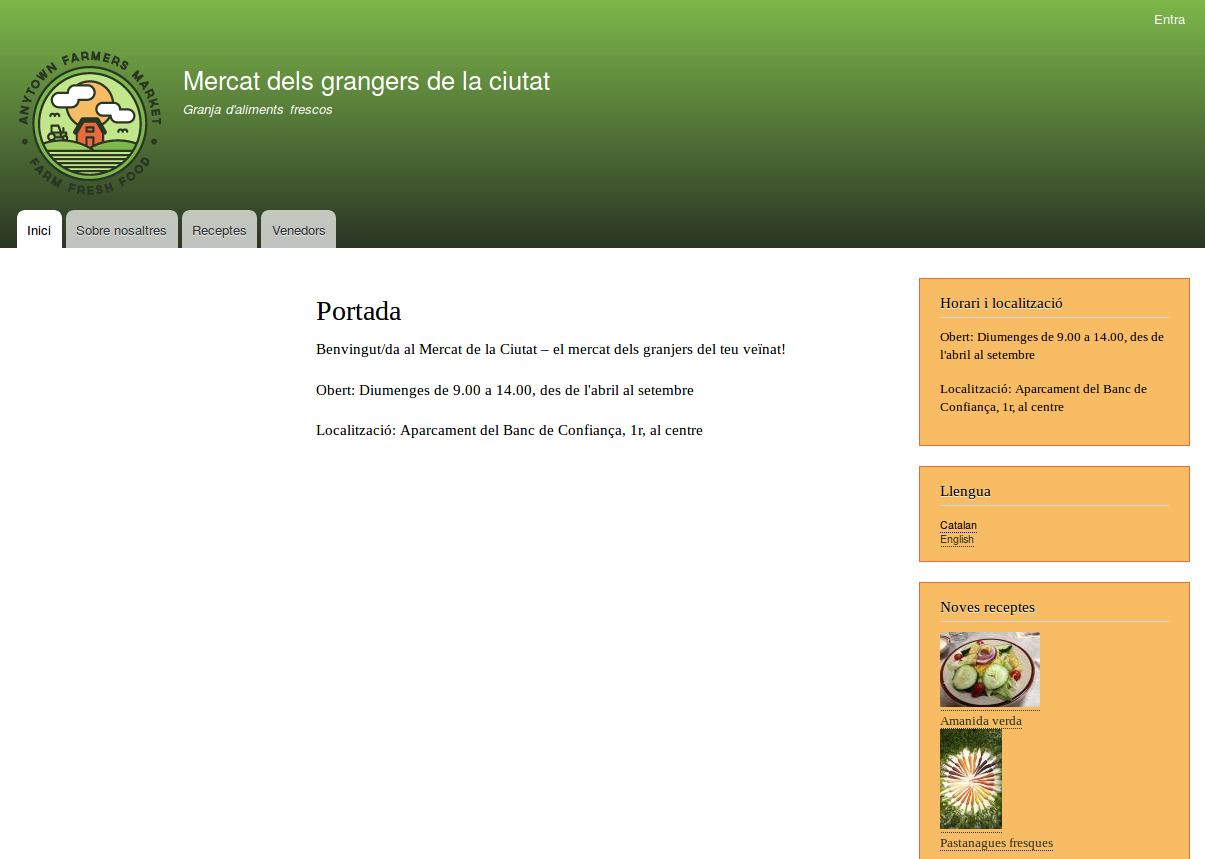 Entra
ANYTOWN FARMERS MARKET
FARM FRESH FOOD
Mercat dels grangers de la ciutat
Granja d'aliments frescos
Inici
Sobre nosaltres
Receptes
Venedors
Portada
Benvingut/da al Mercat de la Ciutat – el mercat dels granjers del teu veïnat!
Obert: Diumenges de 9.00 a 14.00, des de l'abril al setembre
Localització: Aparcament del Banc de Confiança, 1r, al centre
Horari i localització
Obert: Diumenges de 9.00 a 14.00, des de
l'abril al setembre
Localització: Aparcament del Banc de
Confiança, 1r, al centre
Llengua
Catalan
English
Noves receptes
Amanida verda
Pastanagues fresques